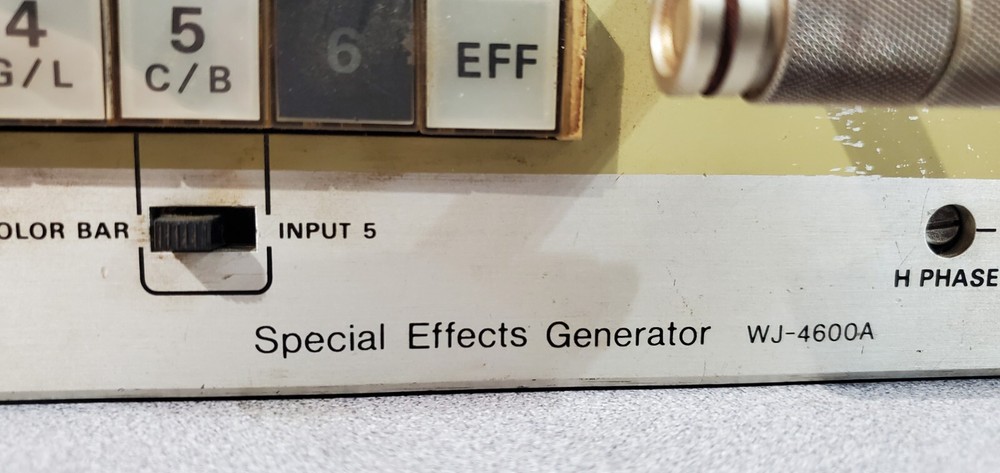 4 5 6 EFF
G/L C/B
OLOR BAR INPUT 5
H PHASE
Special Effects Generator WJ-4600A